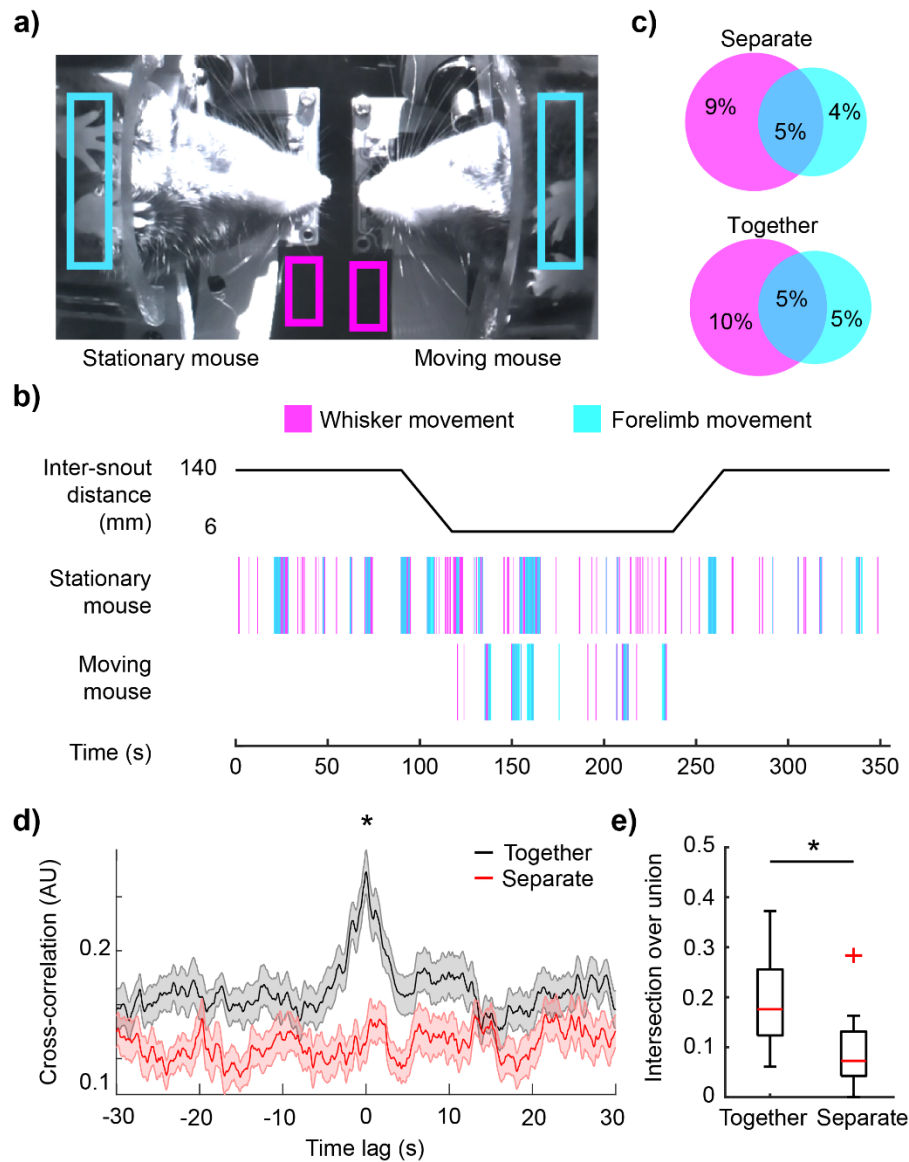 a)
Stationary mouse
Moving mouse
c)
Separate
9%
5%
4%
Together
10%
5%
5%
b)
Whisker movement
Forelimb movement
Inter-snout
distance
(mm)
140
6
Stationary
mouse
Moving
mouse
Time (s)
0 50 100 150 200 250 300 350
d)
*
Together
Separate
Cross-correlation (AU)
0.2
0.1
-30 -20 -10 0 10 20 30
Time lag (s)
e)
*
Intersection over union
0.5
0.4
0.3
0.2
0.1
0
Together Separate